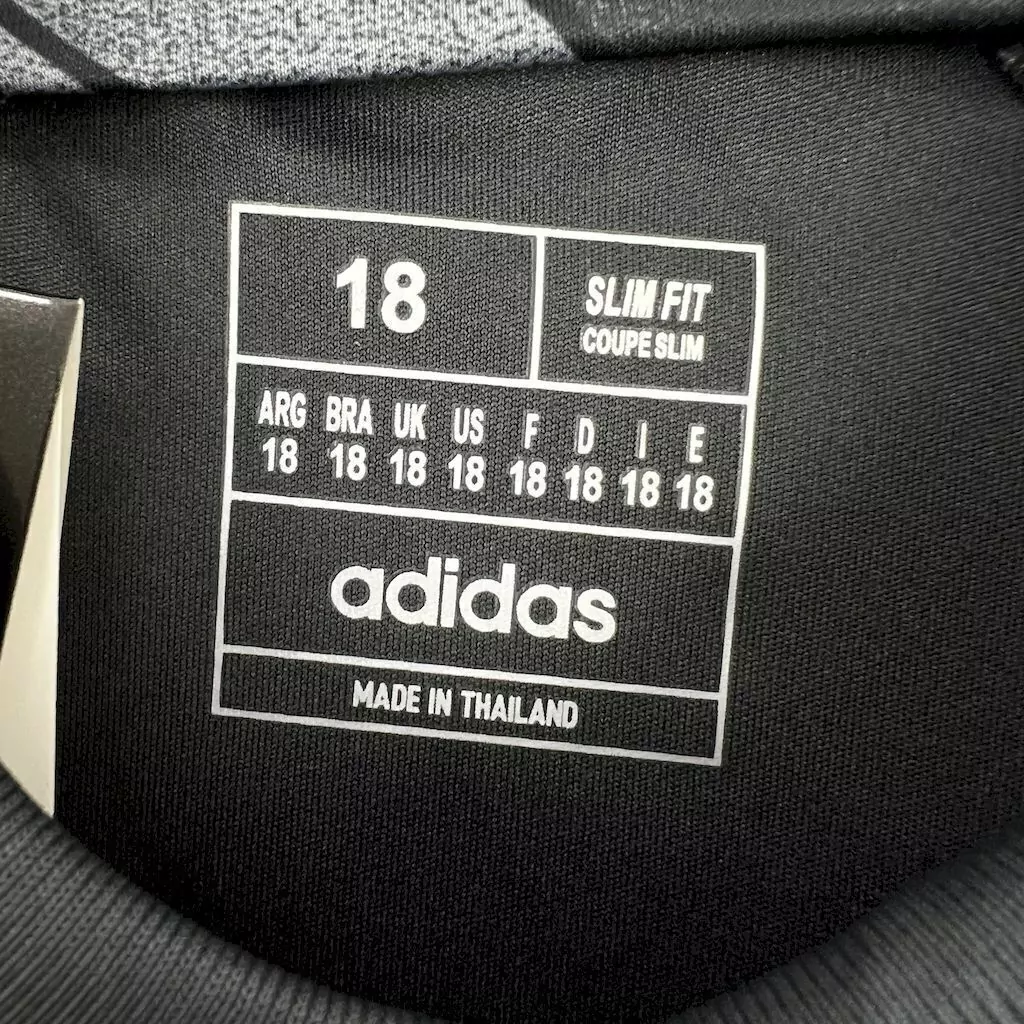 18
SLIM FIT
COUPE SLIM
ARG BRA UK US F D I E
18 18 18 18 18 18 18 18
adidas
MADE IN THAILAND